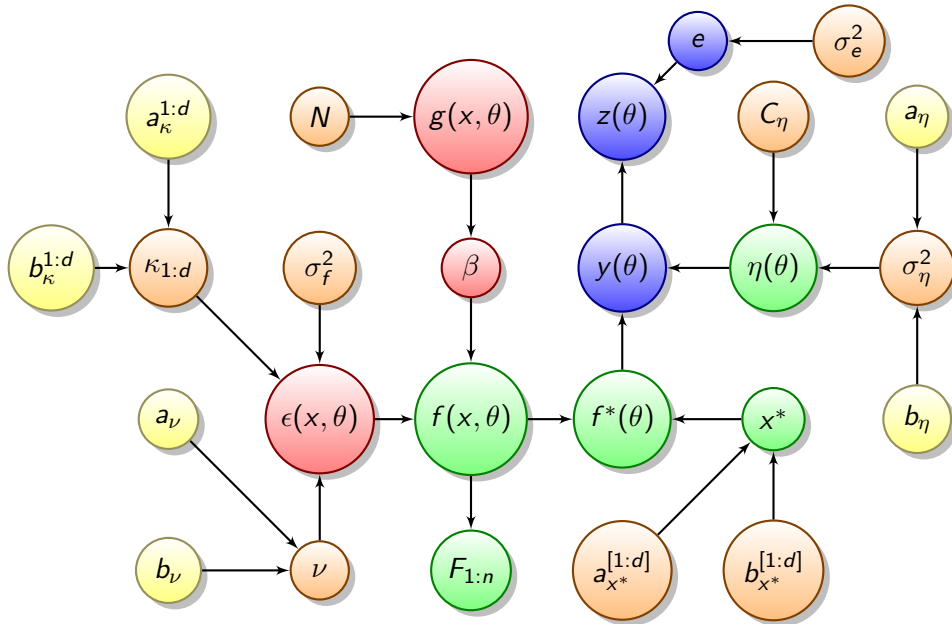 e
σ_e^2
a_κ^{1:d}
N
g(x, θ)
z(θ)
C_η
a_η
b_κ^{1:d}
κ_{1:d}
σ_f^2
β
y(θ)
η(θ)
σ_η^2
a_ν
ϵ(x, θ)
f(x, θ)
f*(θ)
x*
b_η
b_ν
ν
F_{1:n}
a_{x*}^{[1:d]}
b_{x*}^{[1:d]}